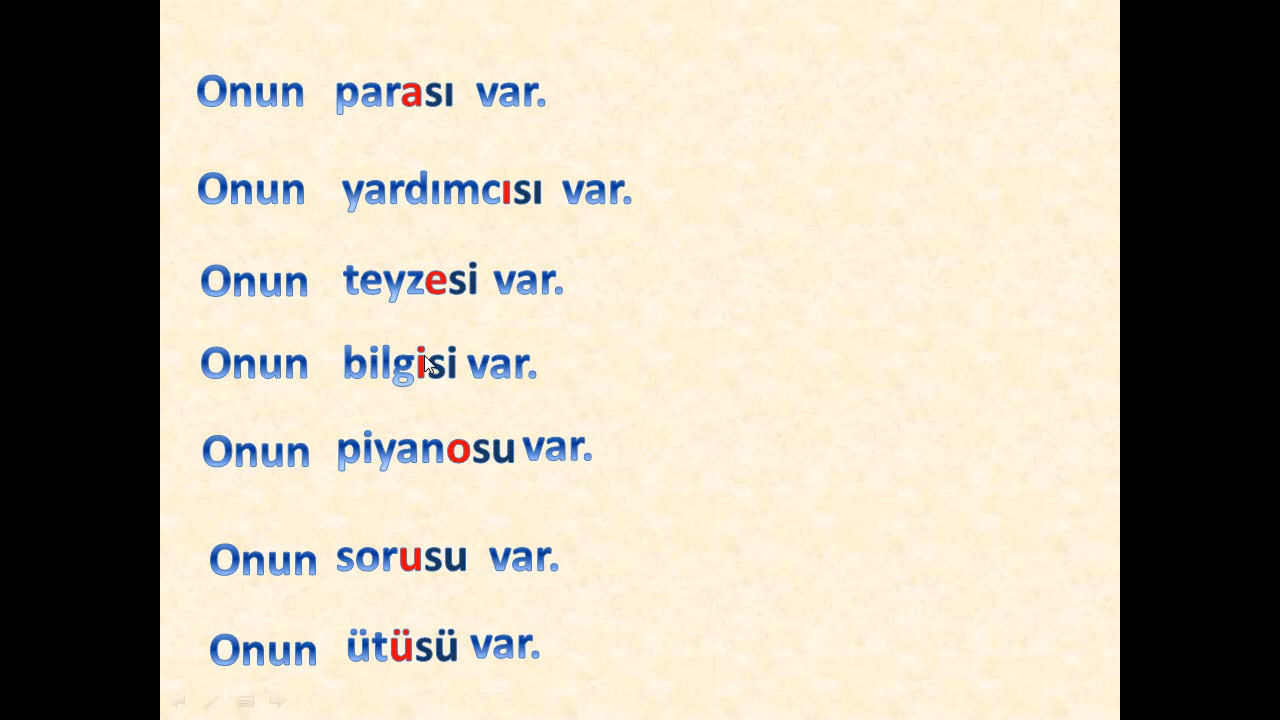 Onun parası var.
Onun yardımcısı var.
Onun teyzesi var.
Onun bilgisi var.
Onun piyanosu var.
Onun sorusu var.
Onun ütüsü var.